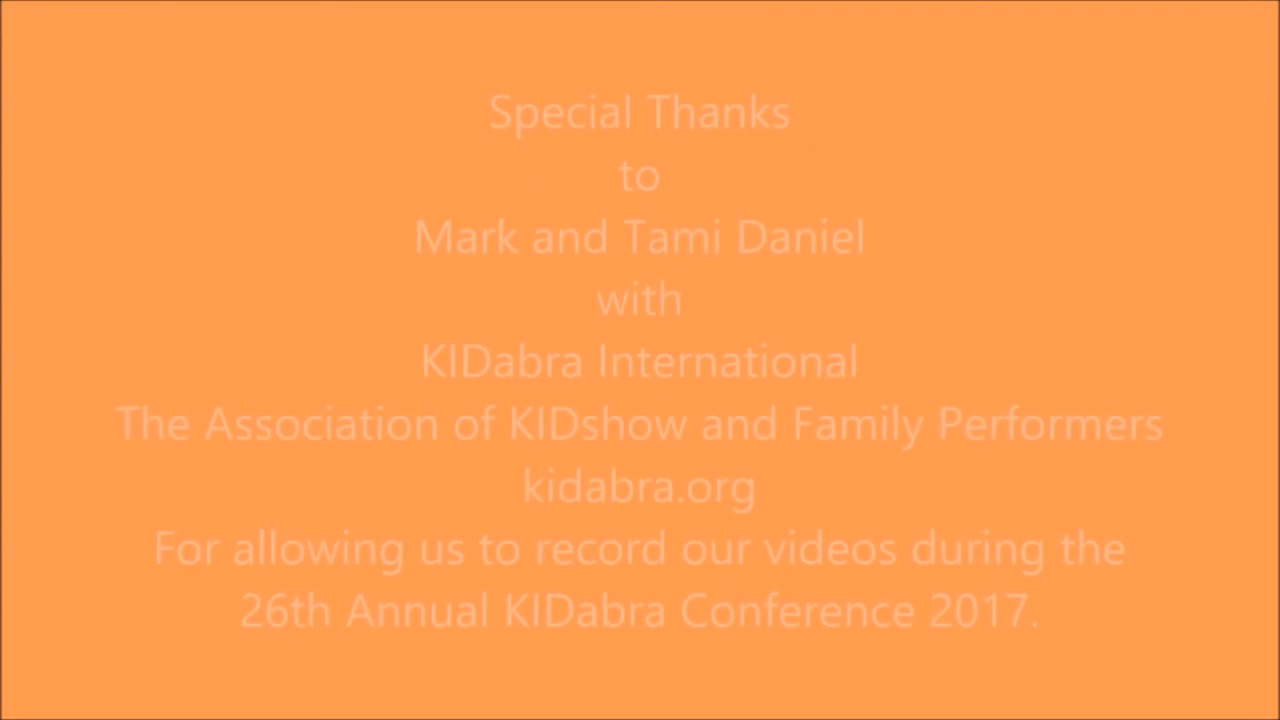 Special Thanks
to
Mark and Tami Daniel
with
KIDabra International
The Association of KIDshow and Family Performers
kidabra.org
For allowing us to record our videos during the
26th Annual KIDabra Conference 2017.